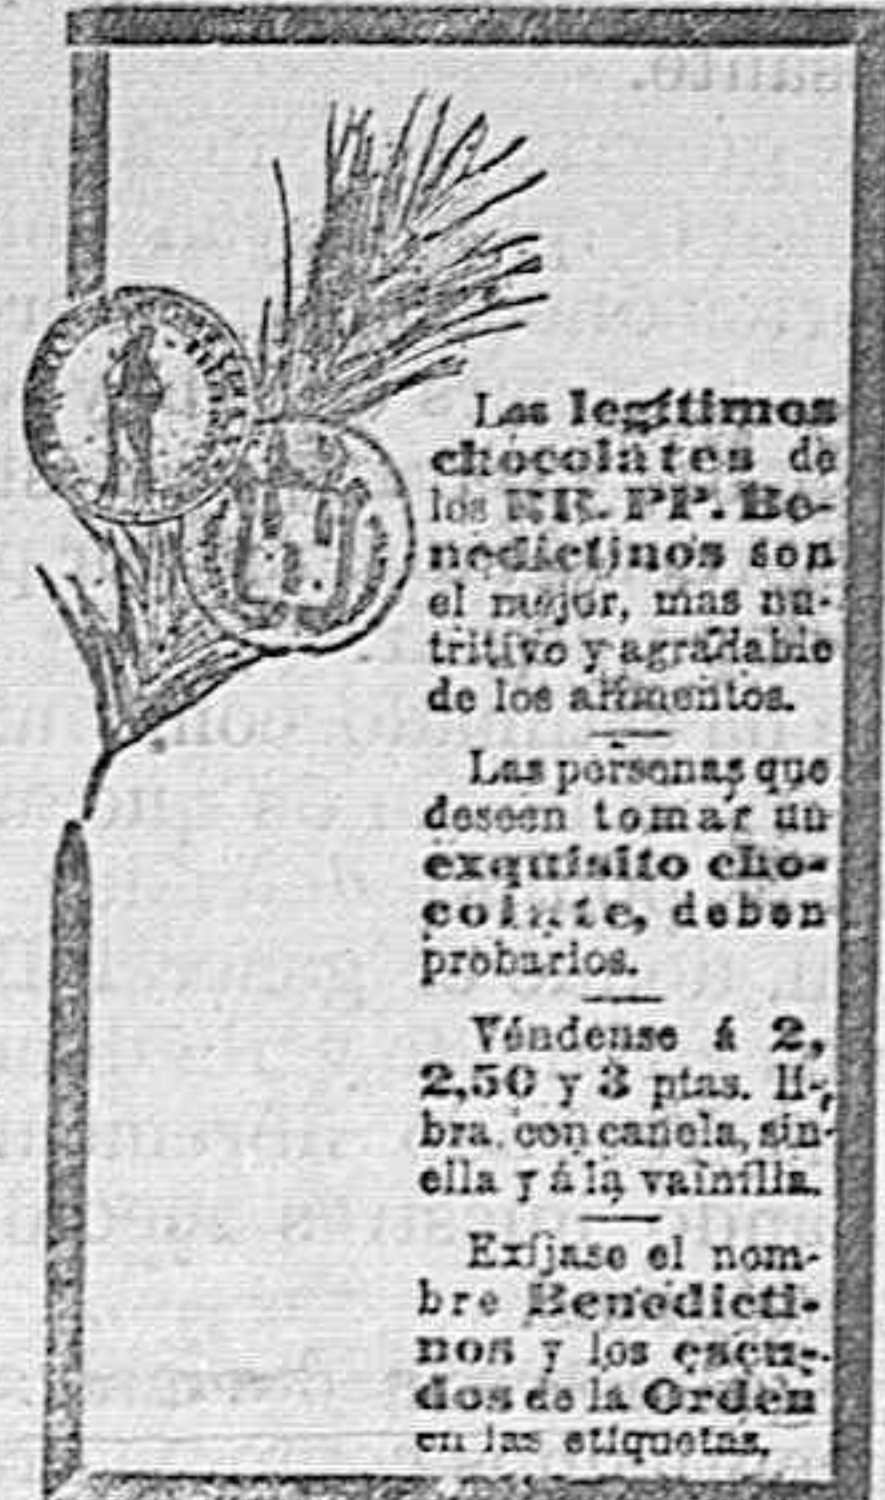 Los legítimos
chocolates de
los RR. PP. Be-
nedictinos son
el mejor, mas nu-
tritivo y agradable
de los alimentos.
Las personas que
deseen tomar un
exquisito cho-
colate, deben
probarlos.
Véndense á 2,
2,50 y 3 ptas. li-
bra, con canela, sin
ella y á la vainilla.
Exíjase el nom-
bre Benedicti-
nos y los escu-
dos de la Orden
en las etiquetas.